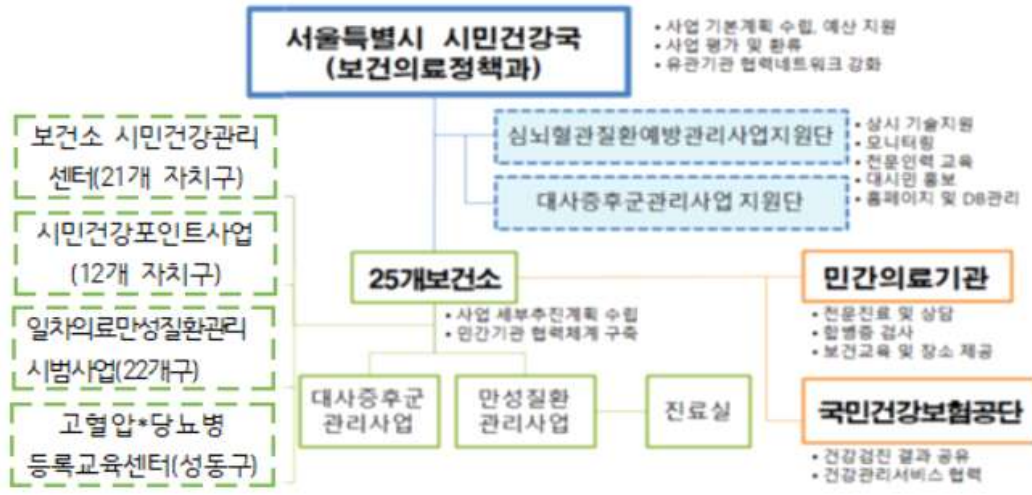 서울특별시 시민건강국
(보건의료정책과)
• 사업 기본계획 수립, 예산 지원
• 사업 평가 및 환류
• 유관기관 협력네트워크 강화
보건소 시민건강관리
센터(21개 자치구)
시민건강포인트사업
(12개 자치구)
일차의료만성질환관리
시범사업(22개구)
고혈압*당뇨병
등록교육센터(성동구)
심뇌혈관질환예방관리사업지원단
대사증후군관리사업 지원단
• 상시 기술지원
• 모니터링
• 전문인력 교육
• 대시민 홍보
• 홈페이지 및 DB관리
25개보건소
• 사업 세부추진계획 수립
• 민간기관 협력체계 구축
대사증후군
관리사업
만성질환
관리사업
진료실
민간의료기관
• 전문진료 및 상담
• 합병증 검사
• 보건교육 및 장소 제공
국민건강보험공단
• 건강검진 결과 공유
• 건강관리서비스 협력